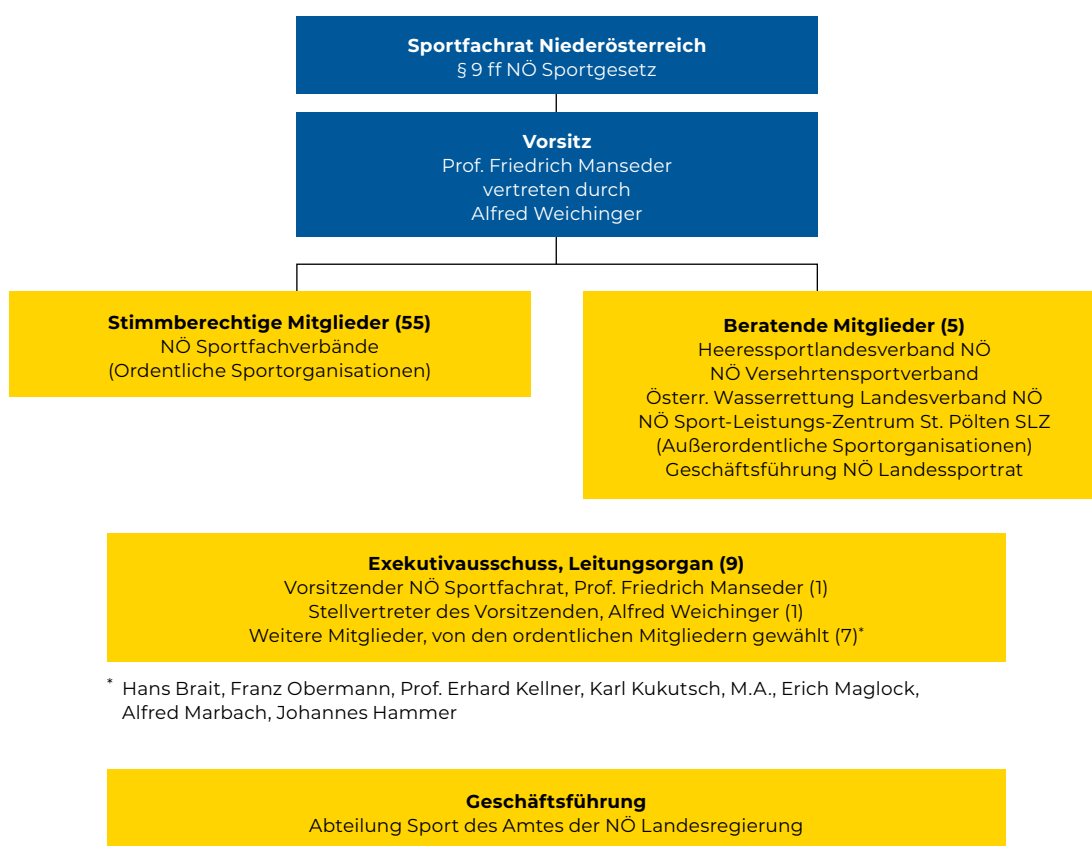 Sportfachrat Niederösterreich
§ 9 ff NÖ Sportgesetz
Vorsitz
Prof. Friedrich Manseder
vertreten durch
Alfred Weichinger
Stimmberechtige Mitglieder (55)
NÖ Sportfachverbände
(Ordentliche Sportorganisationen)
Beratende Mitglieder (5)
Heeressportlandesverband NÖ
NÖ Versehrtensportverband
Österr. Wasserrettung Landesverband NÖ
NÖ Sport-Leistungs-Zentrum St. Pölten SLZ
(Außerordentliche Sportorganisationen)
Geschäftsführung NÖ Landessportrat
Exekutivausschuss, Leitungsorgan (9)
Vorsitzender NÖ Sportfachrat, Prof. Friedrich Manseder (1)
Stellvertreter des Vorsitzenden, Alfred Weichinger (1)
Weitere Mitglieder, von den ordentlichen Mitgliedern gewählt (7)*
* Hans Brait, Franz Obermann, Prof. Erhard Kellner, Karl Kukutsch, M.A., Erich Maglock,
Alfred Marbach, Johannes Hammer
Geschäftsführung
Abteilung Sport des Amtes der NÖ Landesregierung